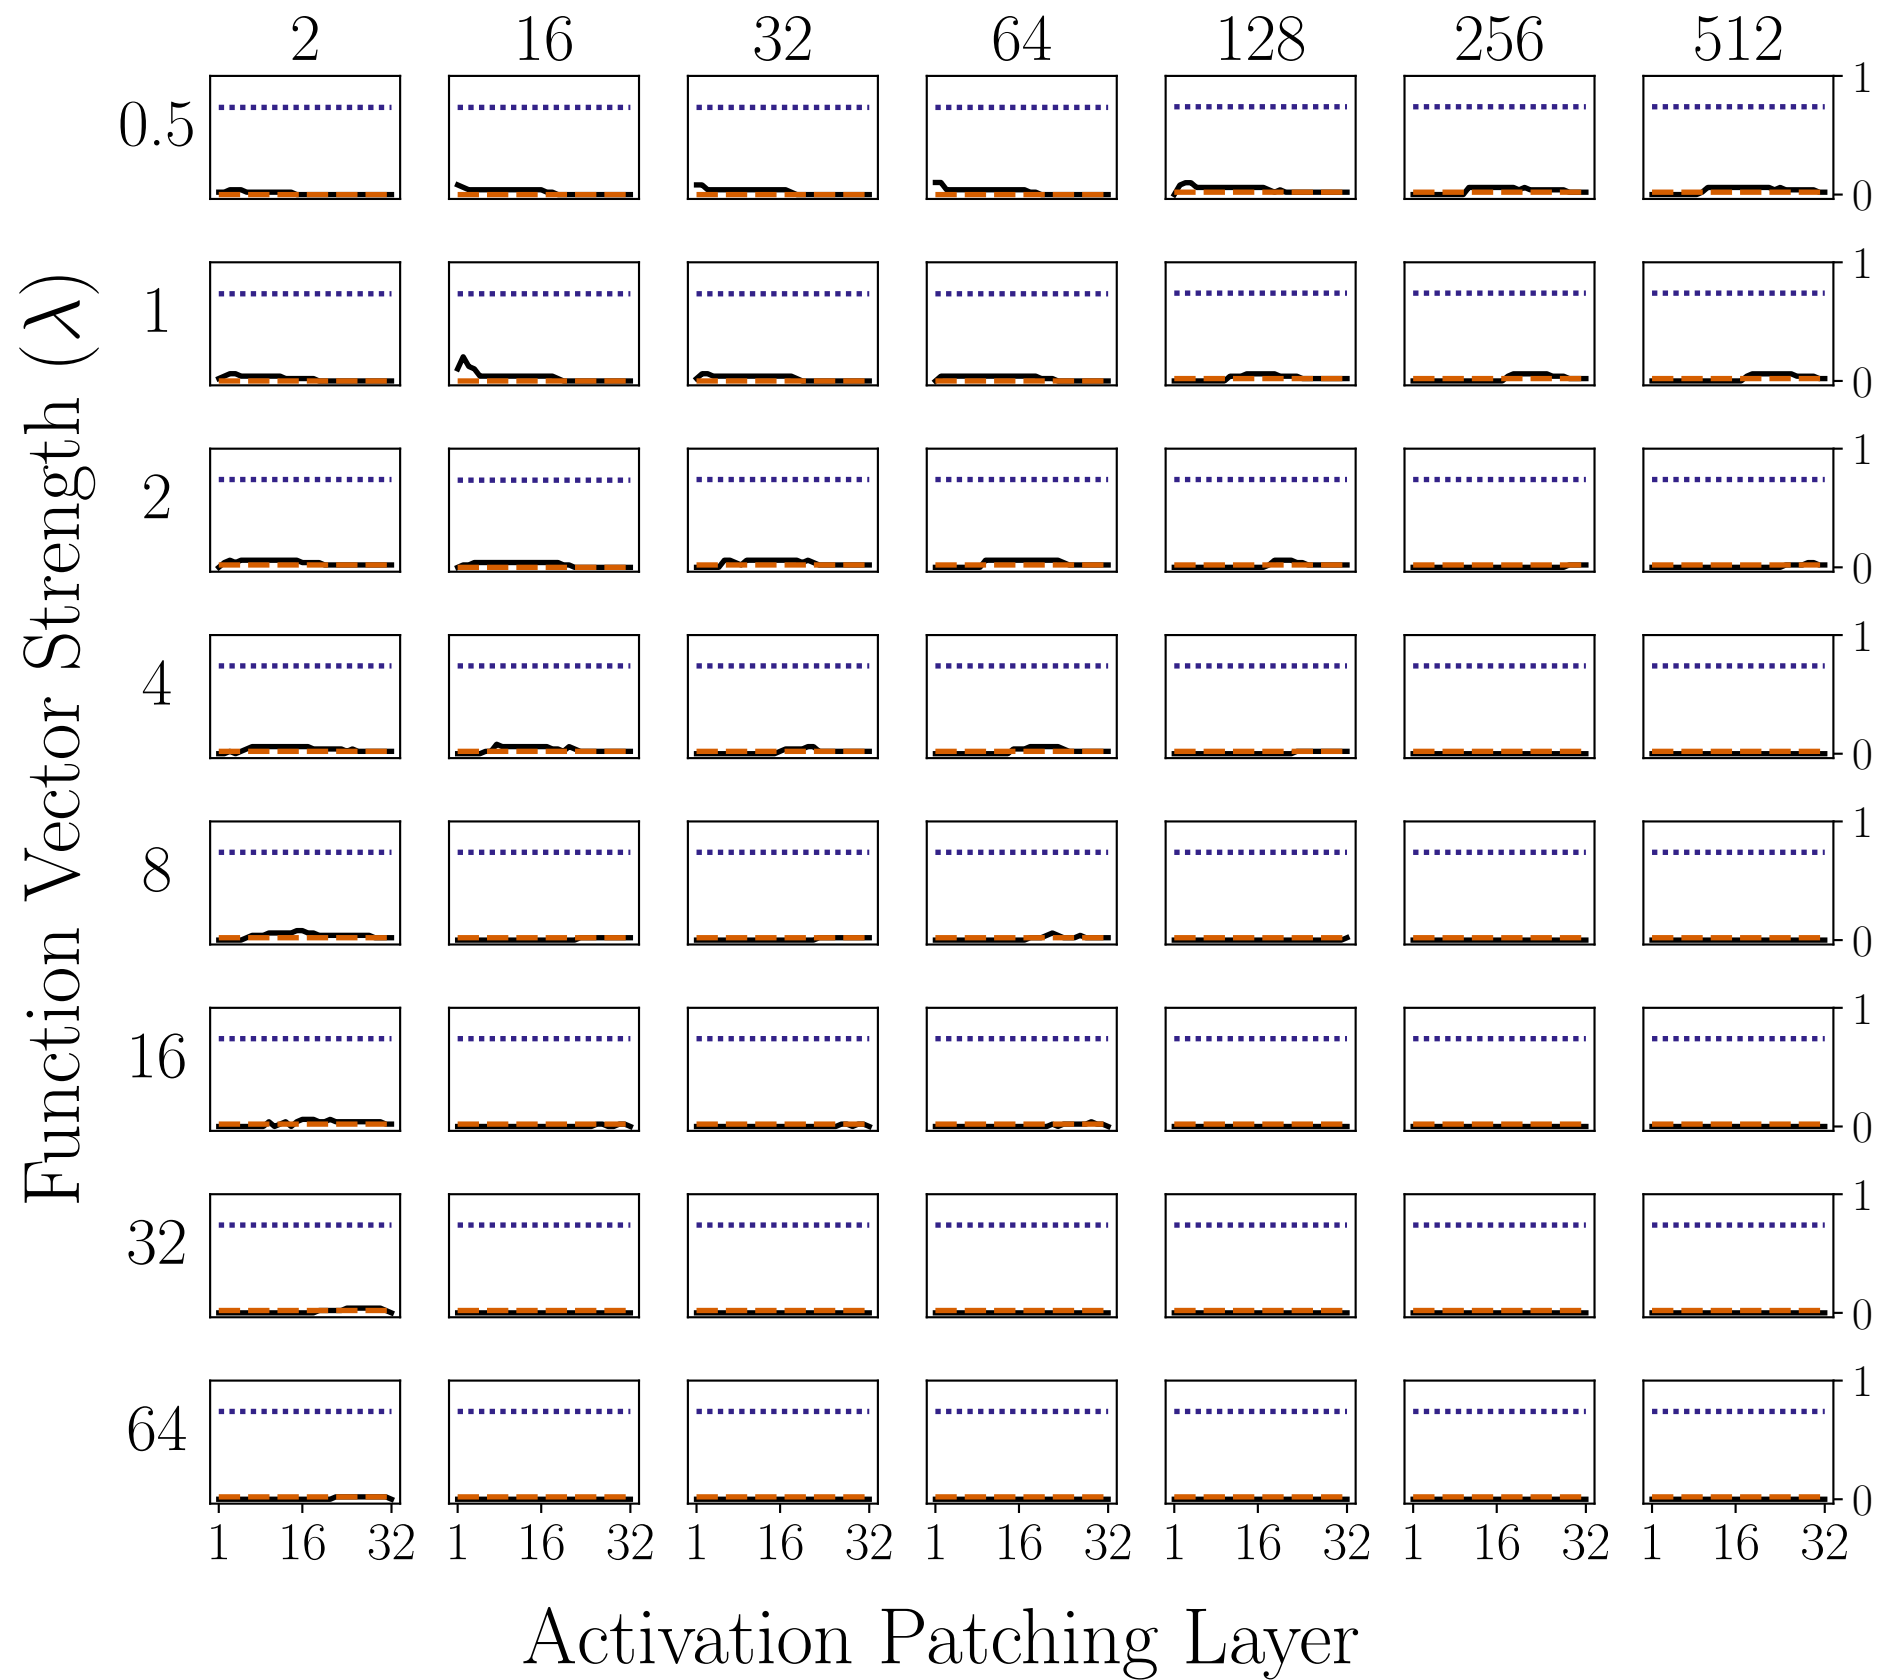 2 16 32 64 128 256 512
Function Vector Strength (λ)
0.5 1 0
1 1 0
2 1 0
4 1 0
8 1 0
16 1 0
32 1 0
64 1 0
1 16 32 1 16 32 1 16 32 1 16 32 1 16 32 1 16 32 1 16 32
Activation Patching Layer